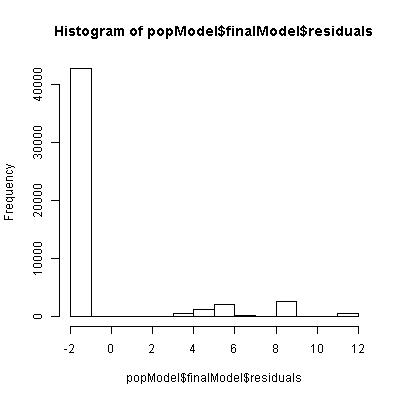 Histogram of popModel$finalModel$residuals
Frequency
40000
30000
20000
10000
0
-2 0 2 4 6 8 10 12
popModel$finalModel$residuals